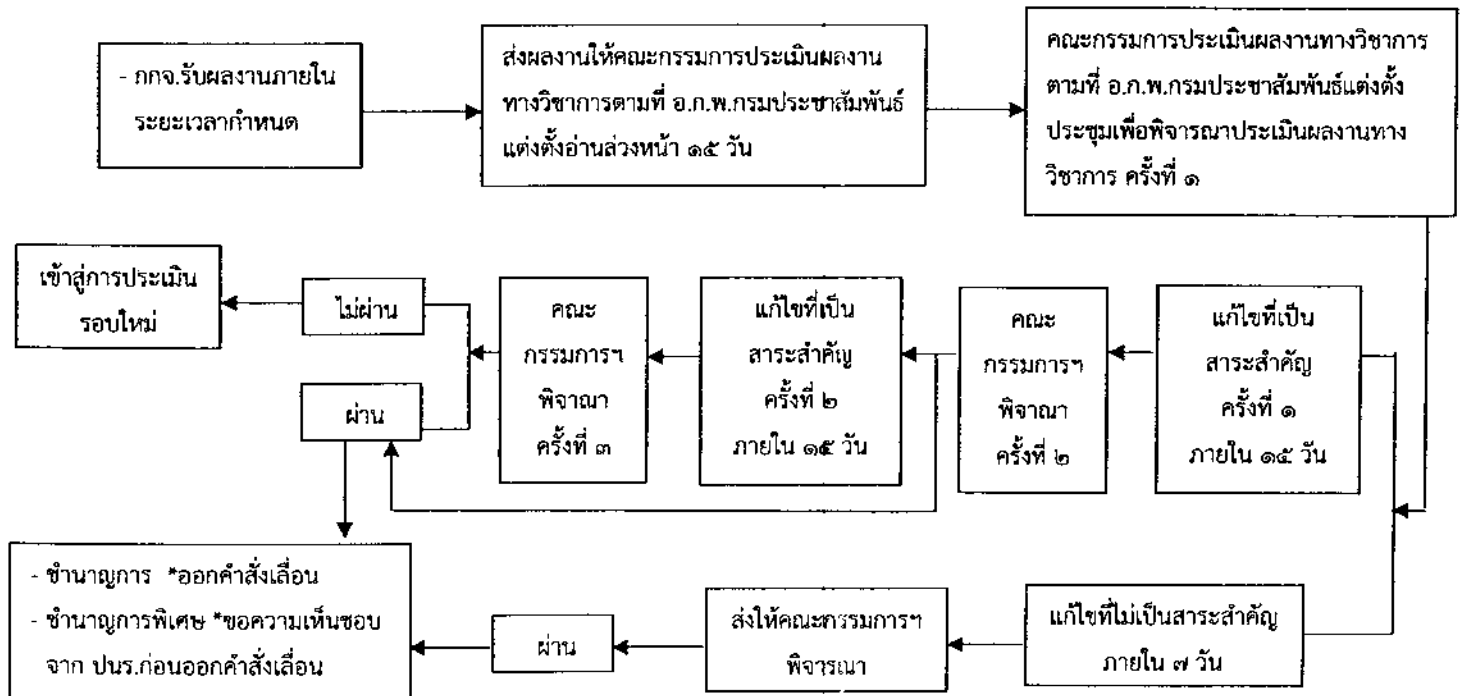 - กกจ.รับผลงานภายใน
ระยะเวลากำหนด
ส่งผลงานให้คณะกรรมการประเมินผลงาน
ทางวิชาการตามที่ อ.ก.พ.กรมประชาสัมพันธ์
แต่งตั้งอ่านล่วงหน้า ๑๕ วัน
คณะกรรมการประเมินผลงานทางวิชาการ
ตามที่ อ.ก.พ.กรมประชาสัมพันธ์แต่งตั้ง
ประชุมเพื่อพิจารณาประเมินผลงานทาง
วิชาการ ครั้งที่ ๑
แก้ไขที่เป็น
สาระสำคัญ
ครั้งที่ ๑
ภายใน ๑๕ วัน
คณะ
กรรมการฯ
พิจาณา
ครั้งที่ ๒
แก้ไขที่เป็น
สาระสำคัญ
ครั้งที่ ๒
ภายใน ๑๕ วัน
คณะ
กรรมการฯ
พิจาณา
ครั้งที่ ๓
ไม่ผ่าน
เข้าสู่การประเมิน
รอบใหม่
ผ่าน
แก้ไขที่ไม่เป็นสาระสำคัญ
ภายใน ๗ วัน
ส่งให้คณะกรรมการฯ
พิจารณา
ผ่าน
- ชำนาญการ *ออกคำสั่งเลื่อน
- ชำนาญการพิเศษ *ขอความเห็นชอบ
จาก ปนร.ก่อนออกคำสั่งเลื่อน